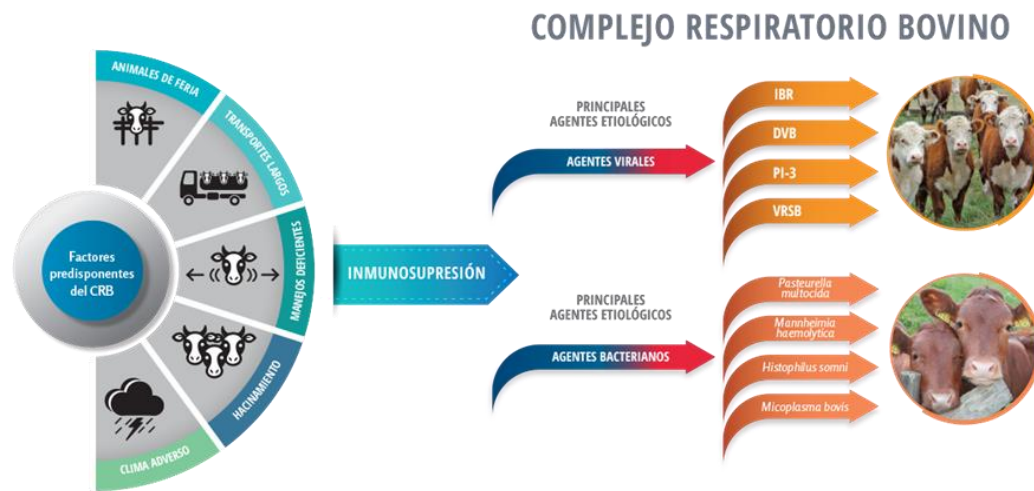 COMPLEJO RESPIRATORIO BOVINO
ANIMALES DE FERIA
TRANSPORTES LARGOS
MANEJOS DEFICIENTES
HACINAMIENTO
CLIMA ADVERSO
Factores
predisponentes
del CRB
INMUNOSUPRESIÓN
PRINCIPALES
AGENTES ETIOLÓGICOS
AGENTES VIRALES
IBR
DVB
PI-3
VRSB
PRINCIPALES
AGENTES ETIOLÓGICOS
AGENTES BACTERIANOS
Pasteurella
multocida
Mannheimia
haemolytica
Histophilus somni
Micoplasma bovis